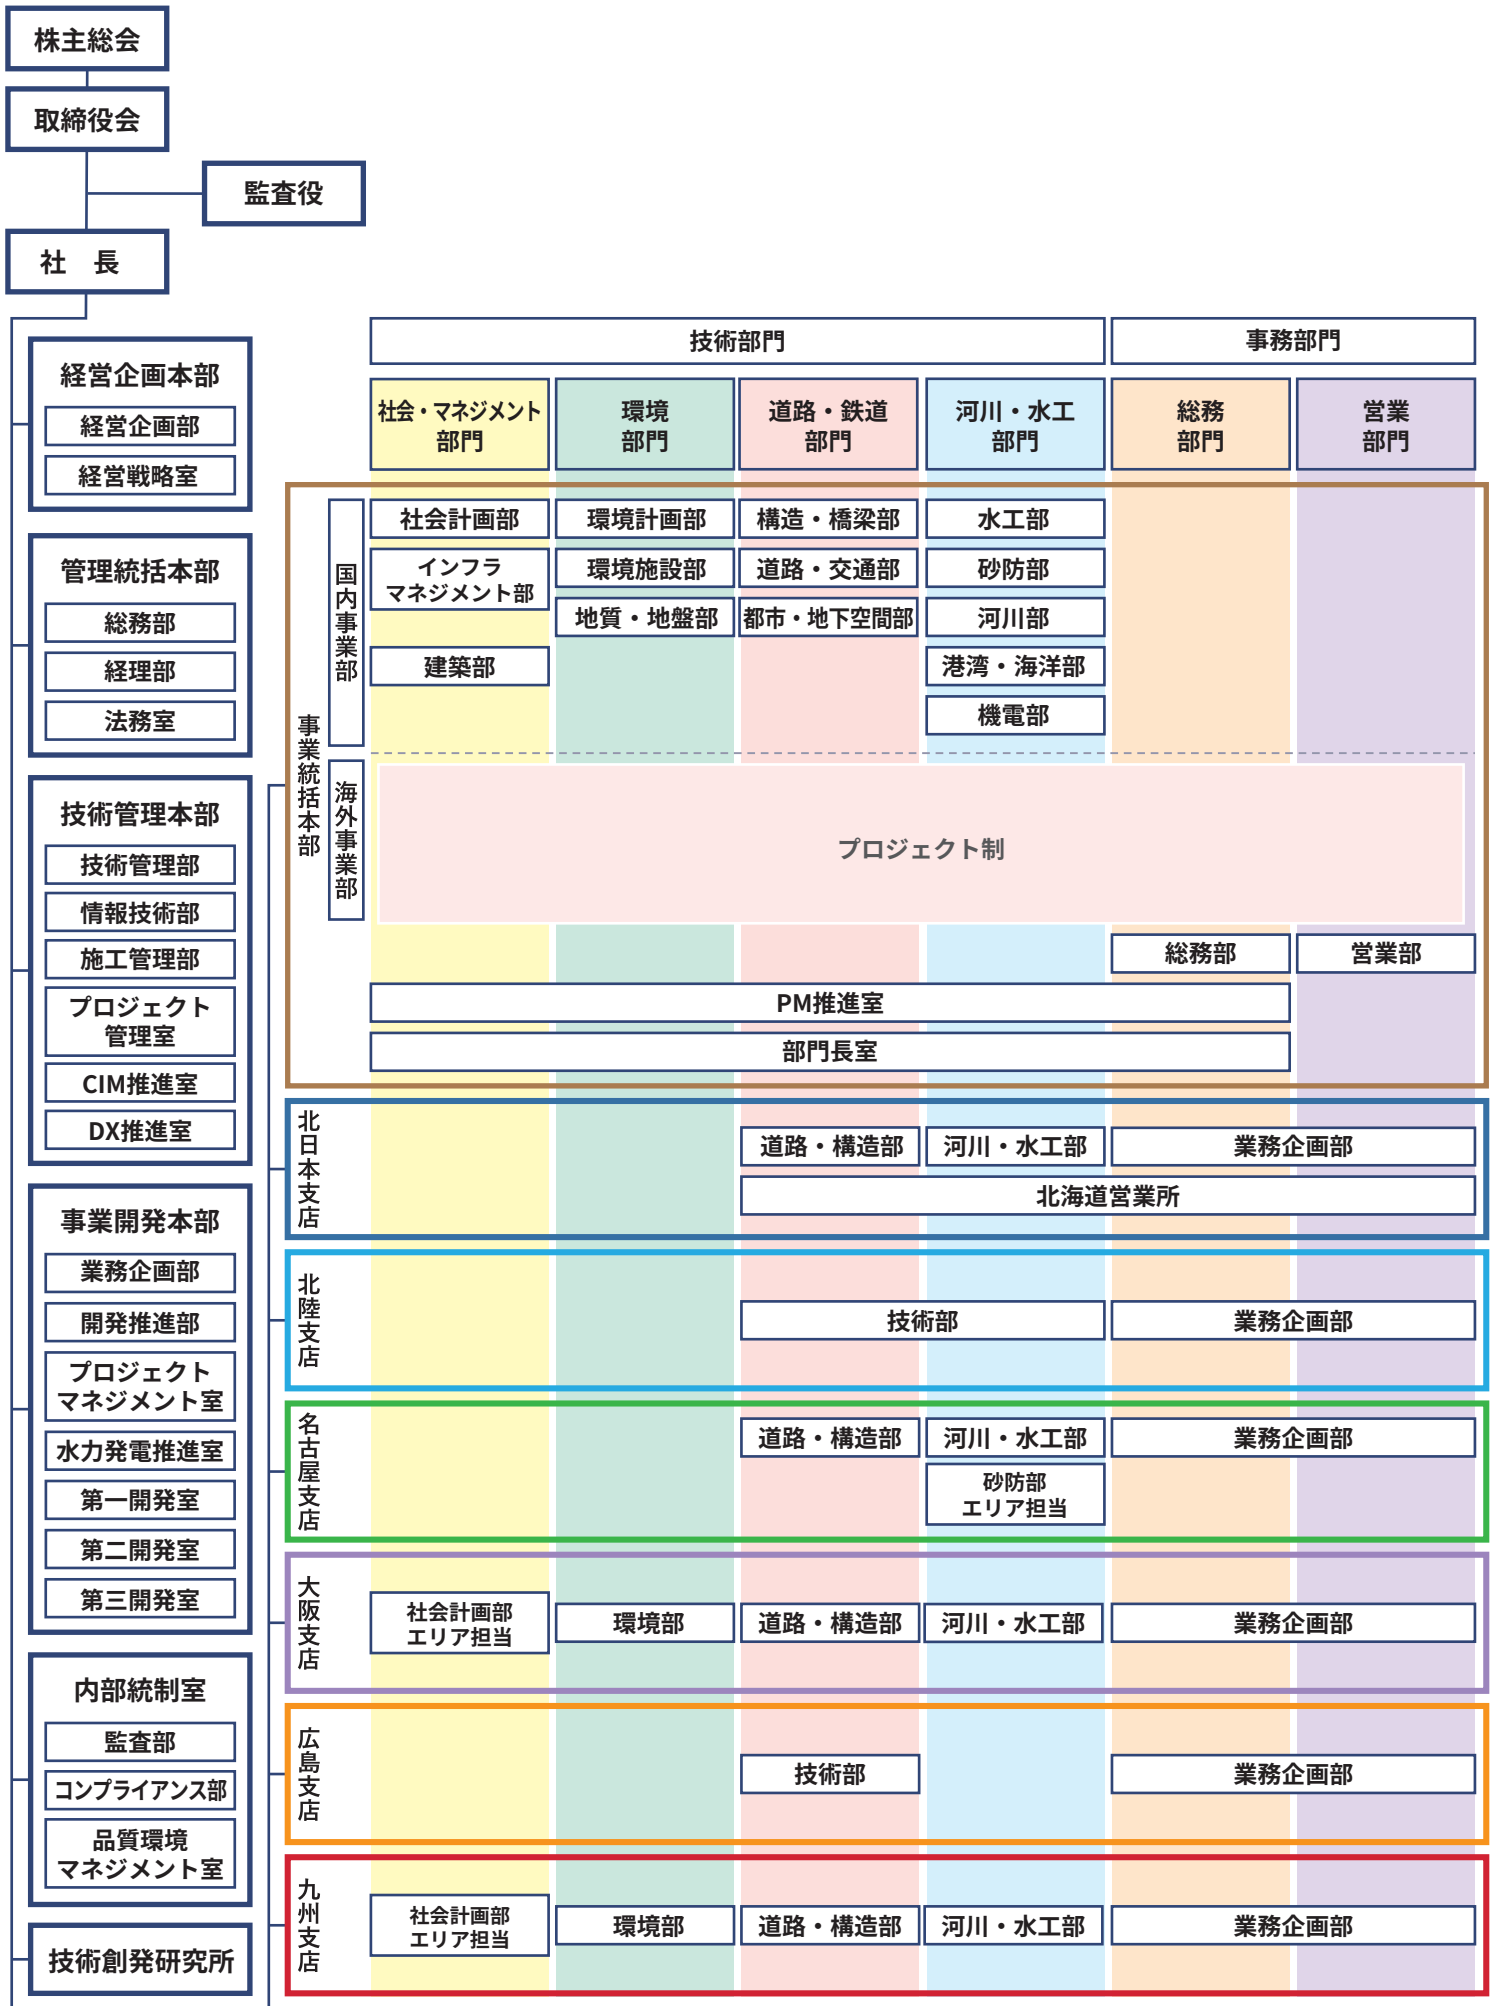 株主総会
取締役会
監査役
社　長
経営企画本部
経営企画部
経営戦略室
管理統括本部
総務部
経理部
法務室
技術管理本部
技術管理部
情報技術部
施工管理部
プロジェクト
管理室
CIM推進室
DX推進室
事業開発本部
業務企画部
開発推進部
プロジェクト
マネジメント室
水力発電推進室
第一開発室
第二開発室
第三開発室
内部統制室
監査部
コンプライアンス部
品質環境
マネジメント室
技術創発研究所
技術部門
事務部門
社会・マネジメント
部門
環境
部門
道路・鉄道
部門
河川・水工
部門
総務
部門
営業
部門
事業統括本部
国内事業部
社会計画部
環境計画部
構造・橋梁部
水工部
インフラ
マネジメント部
環境施設部
道路・交通部
砂防部
地質・地盤部
都市・地下空間部
河川部
建築部
港湾・海洋部
機電部
海外事業部
プロジェクト制
総務部
営業部
PM推進室
部門長室
北日本支店
道路・構造部
河川・水工部
業務企画部
北海道営業所
北陸支店
技術部
業務企画部
名古屋支店
道路・構造部
河川・水工部
業務企画部
砂防部
エリア担当
大阪支店
社会計画部
エリア担当
環境部
道路・構造部
河川・水工部
業務企画部
広島支店
技術部
業務企画部
九州支店
社会計画部
エリア担当
環境部
道路・構造部
河川・水工部
業務企画部